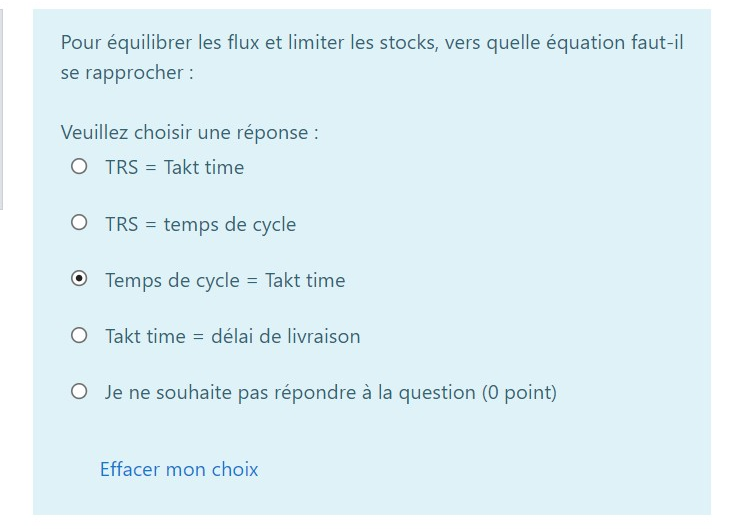 Pour équilibrer les flux et limiter les stocks, vers quelle équation faut-il
se rapprocher :
Veuillez choisir une réponse :
TRS = Takt time
TRS = temps de cycle
Temps de cycle = Takt time
Takt time = délai de livraison
Je ne souhaite pas répondre à la question (0 point)
Effacer mon choix